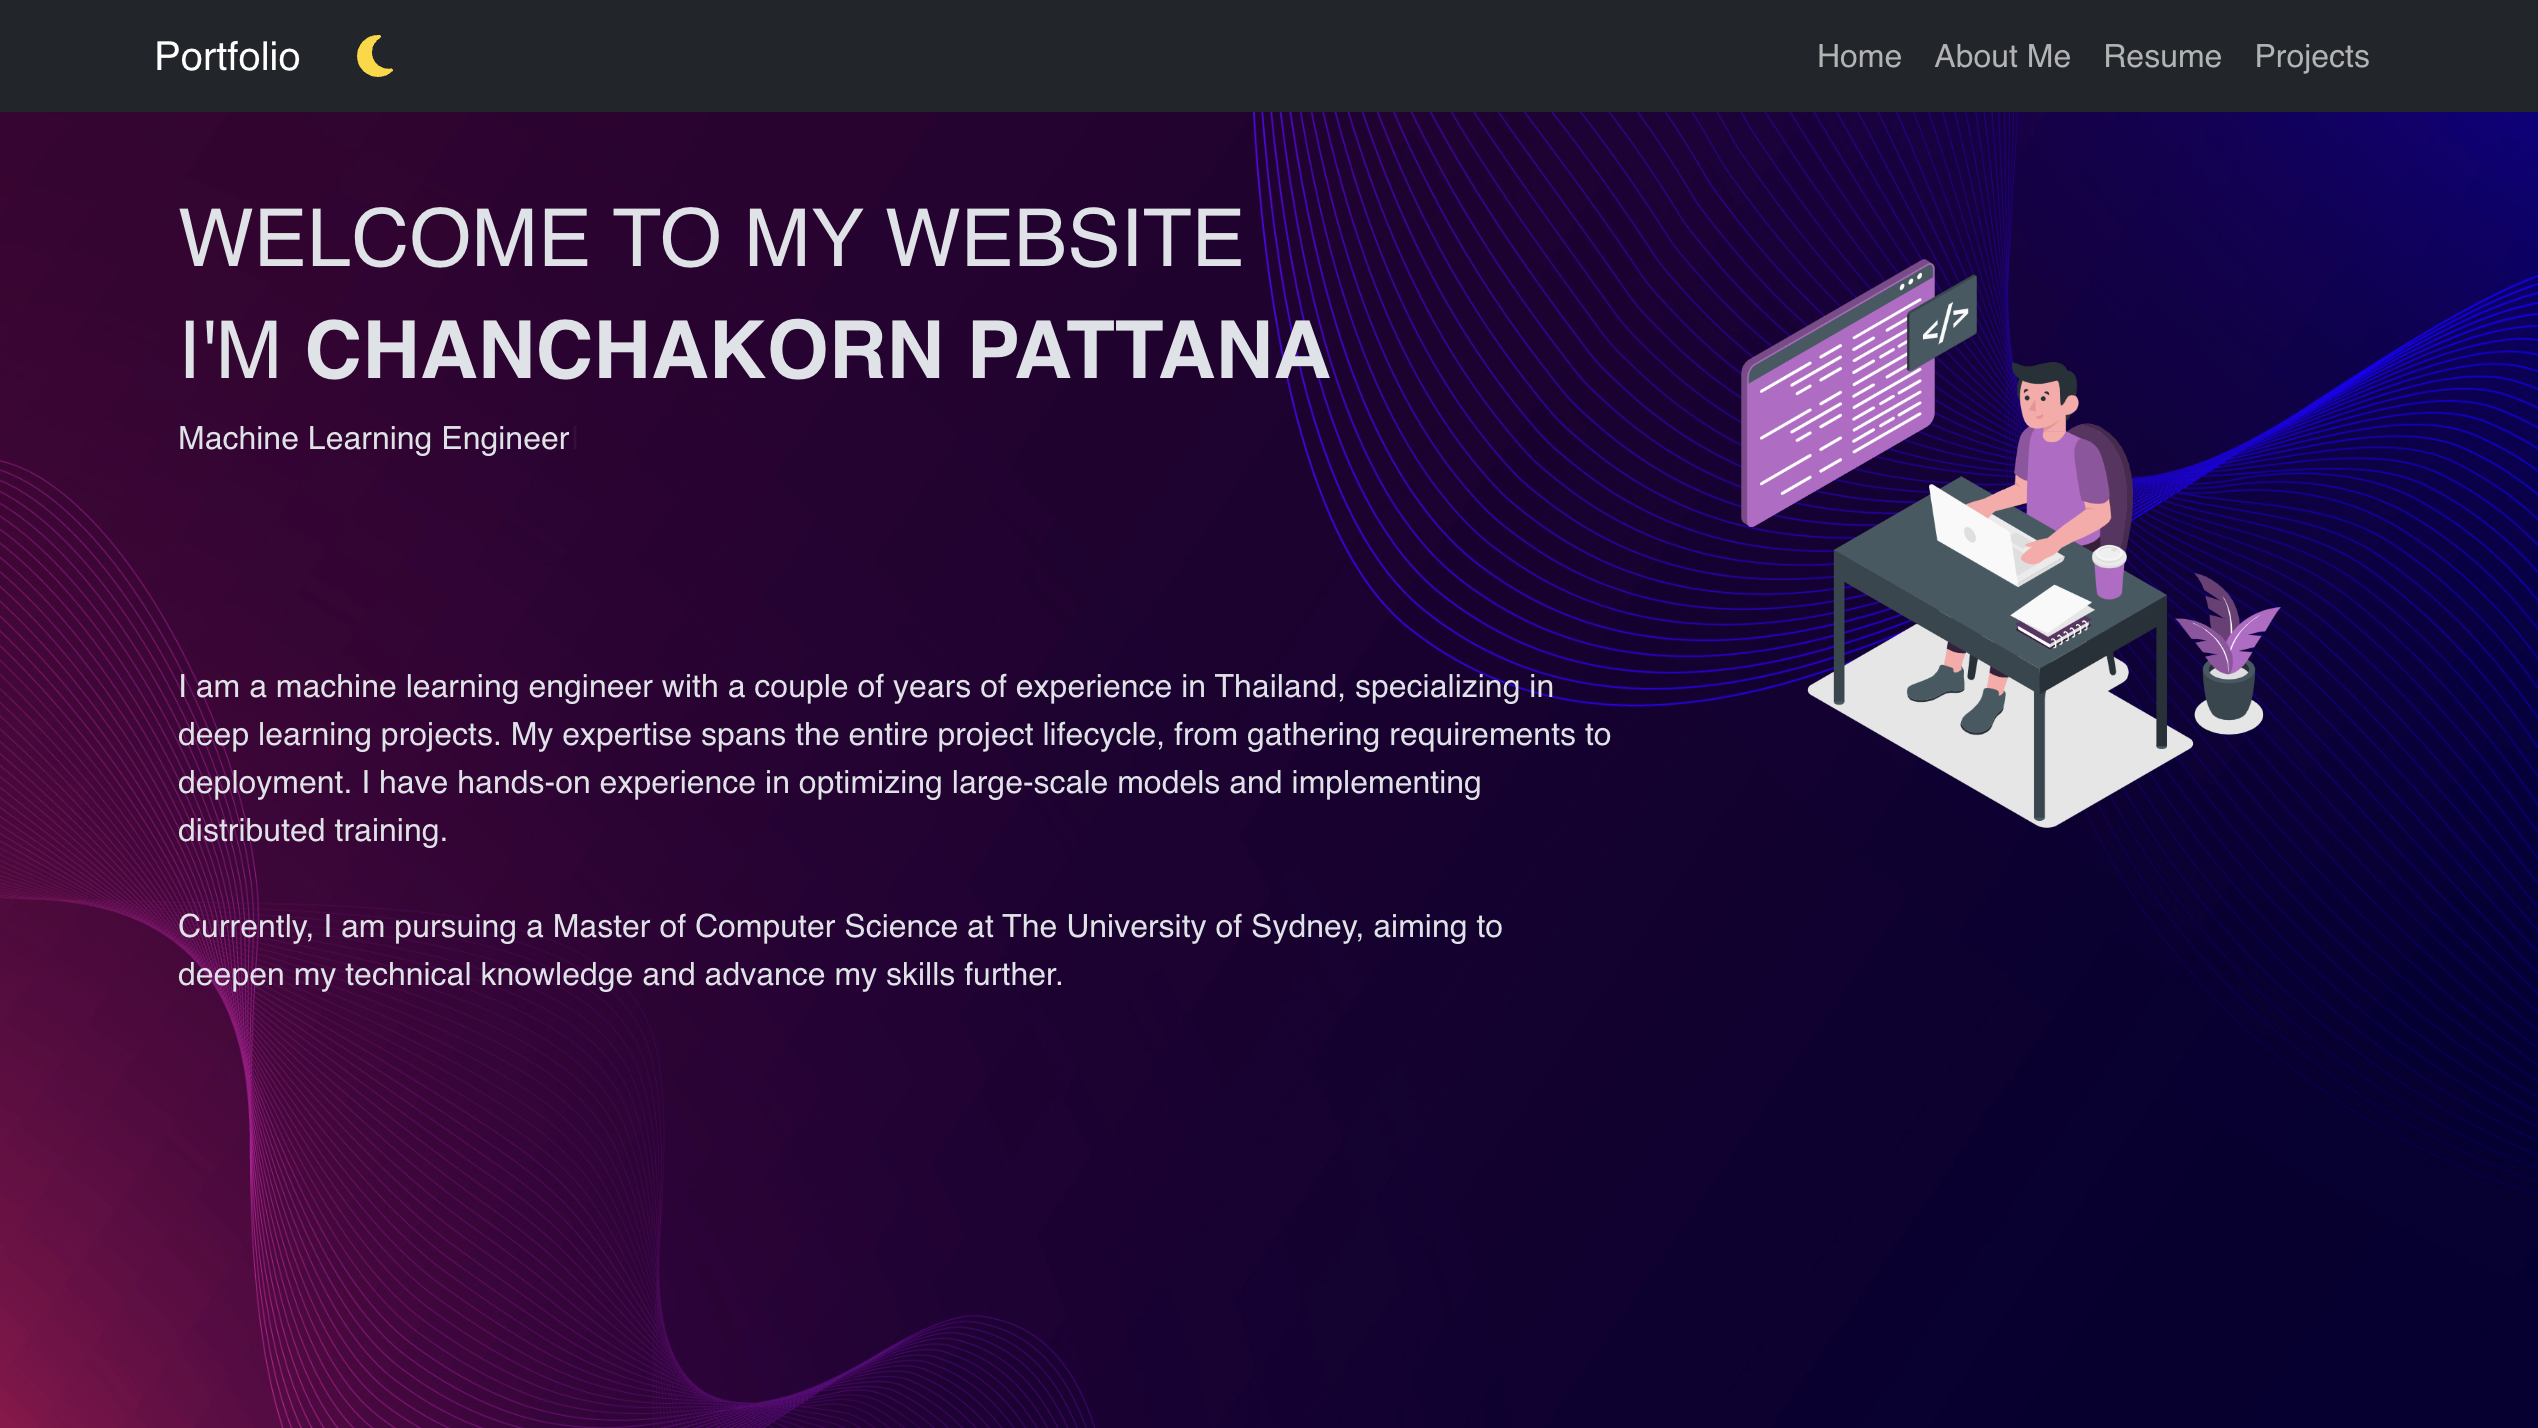 Portfolio
Home About Me Resume Projects
WELCOME TO MY WEBSITE
I'M CHANCHAKORN PATTANA
Machine Learning Engineer
</>
I am a machine learning engineer with a couple of years of experience in Thailand, specializing in
deep learning projects. My expertise spans the entire project lifecycle, from gathering requirements to
deployment. I have hands-on experience in optimizing large-scale models and implementing
distributed training.
Currently, I am pursuing a Master of Computer Science at The University of Sydney, aiming to
deepen my technical knowledge and advance my skills further.